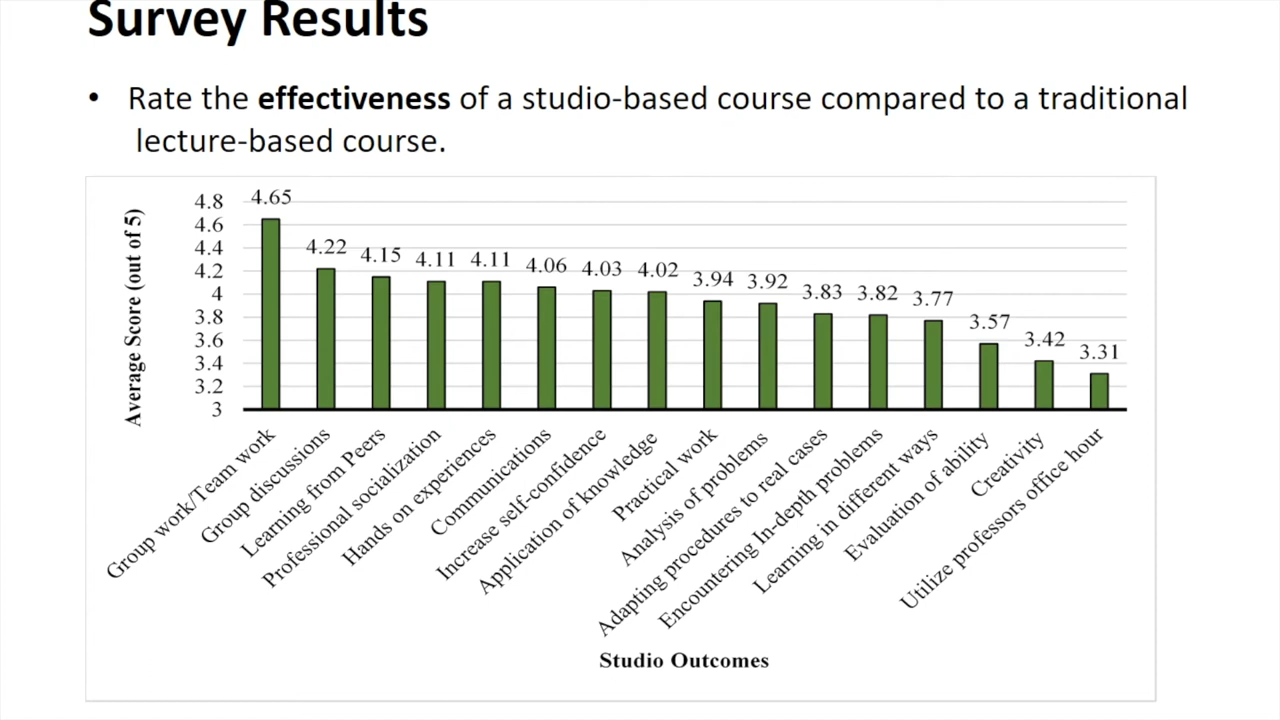 Survey Results
• Rate the effectiveness of a studio-based course compared to a traditional
lecture-based course.
Average Score (out of 5)
4.8
4.6
4.4
4.2
4
3.8
3.6
3.4
3.2
3
4.65
4.22
4.15
4.11
4.11
4.06
4.03
4.02
3.94
3.92
3.83
3.82
3.77
3.57
3.42
3.31
Group work/Team work
Group discussions
Learning from Peers
Professional socialization
Hands on experiences
Communications
Increase self-confidence
Application of knowledge
Practical work
Analysis of problems
Adapting procedures to real cases
Encountering In-depth problems
Learning in different ways
Evaluation of ability
Creativity
Utilize professors office hour
Studio Outcomes